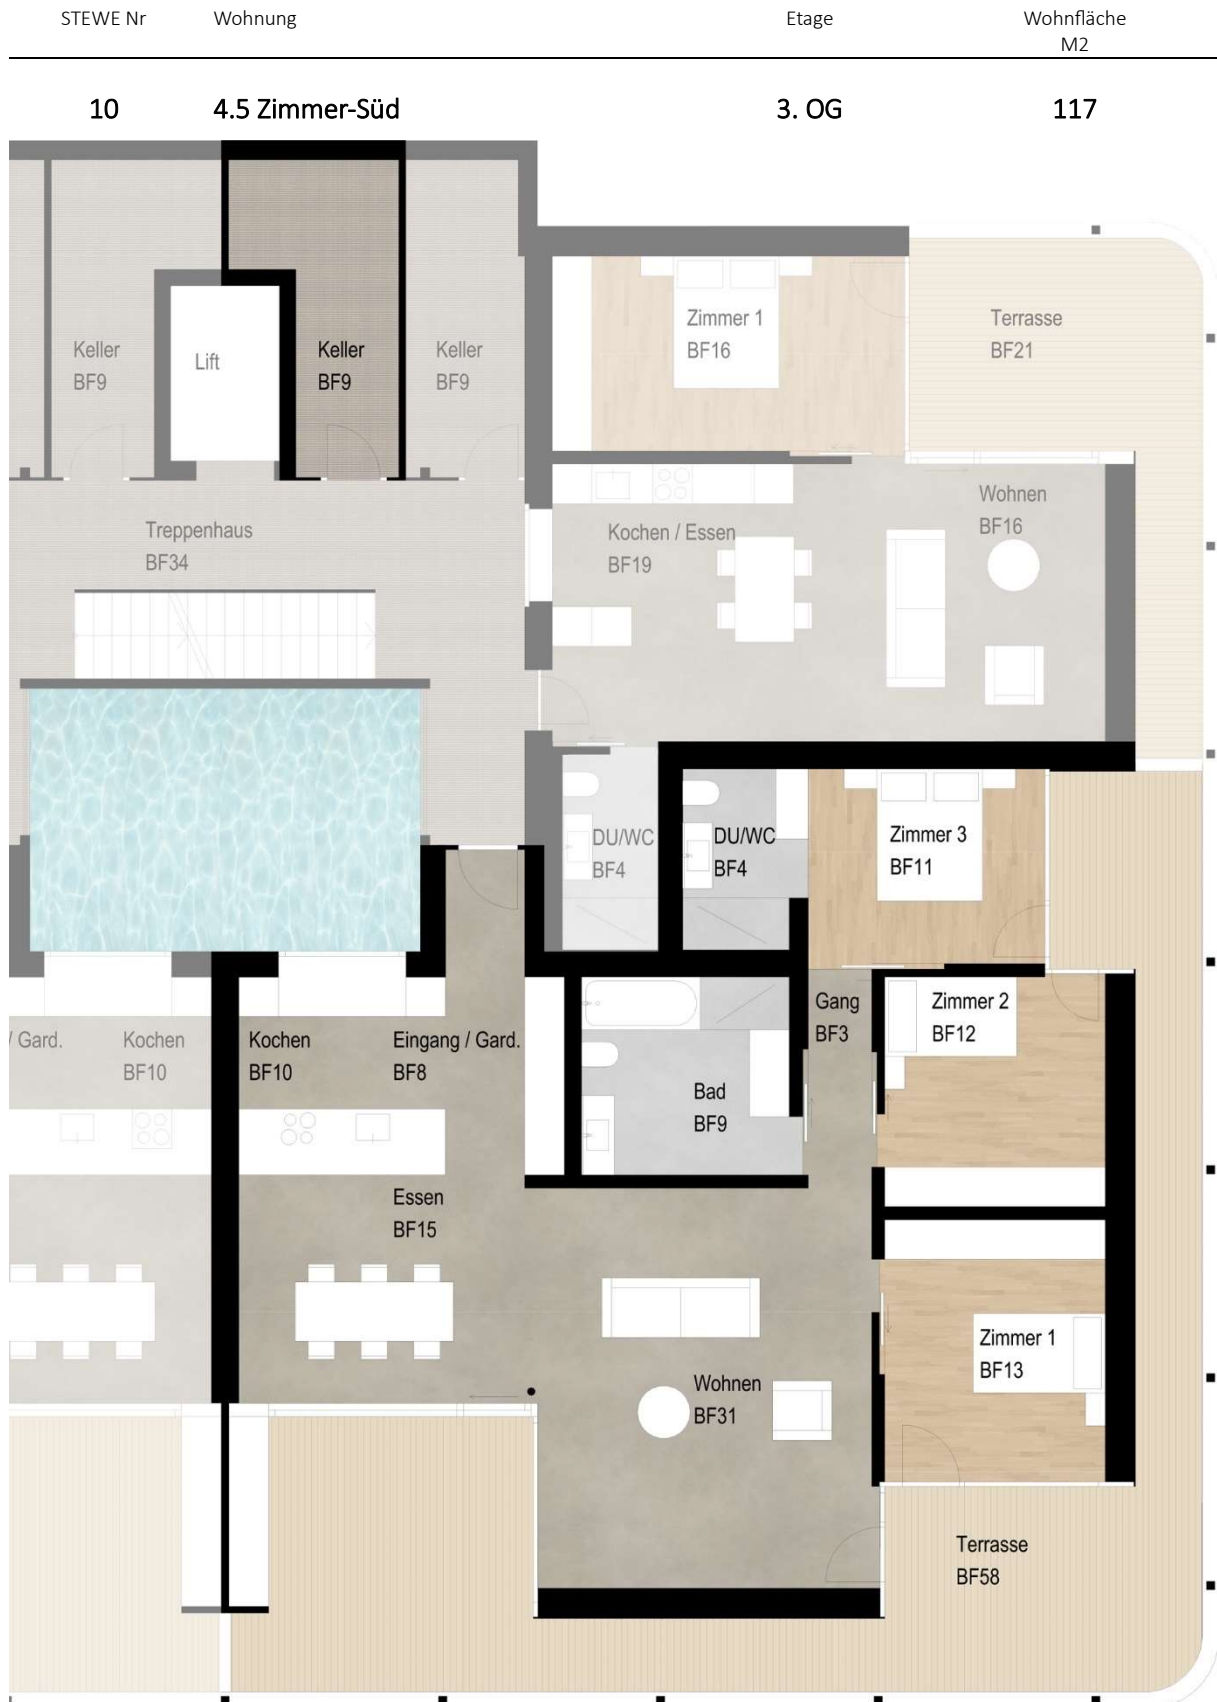 STEWE Nr Wohnung Etage Wohnfläche
M2
10 4.5 Zimmer-Süd 3. OG 117
Zimmer 1
BF16
Terrasse
BF21
Keller
BF9
Lift
Keller
BF9
Keller
BF9
Wohnen
BF16
Treppenhaus
BF34
Kochen / Essen
BF19
DU/WC
BF4
DU/WC
BF4
Zimmer 3
BF11
/ Gard.
Kochen
BF10
Kochen
BF10
Eingang / Gard.
BF8
Gang
BF3
Zimmer 2
BF12
Bad
BF9
Essen
BF15
Zimmer 1
BF13
Wohnen
BF31
Terrasse
BF58